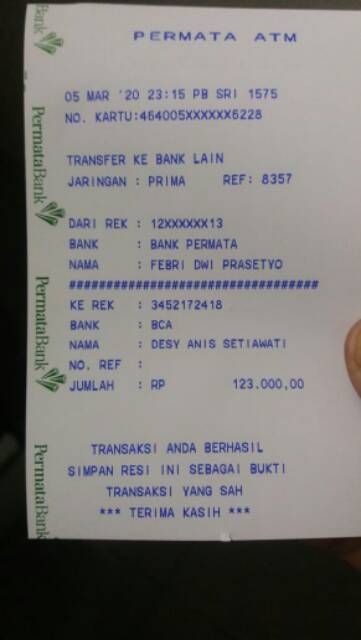 PERMATA ATM
05 MAR '20 23:15 PB SRI 1575
NO. KARTU:464005XXXXXX6228
TRANSFER KE BANK LAIN
JARINGAN : PRIMA REF: 8357
DARI REK : 12XXXXXX13
BANK : BANK PERMATA
NAMA : FEBRI DWI PRASETYO
##################################
KE REK : 3452172418
BANK : BCA
NAMA : DESY ANIS SETIAWATI
NO. REF :
JUMLAH : RP 123.000,00
TRANSAKSI ANDA BERHASIL
SIMPAN RESI INI SEBAGAI BUKTI
TRANSAKSI YANG SAH
*** TERIMA KASIH ***
Bank
PermataBank
PermataBank
PermataBank